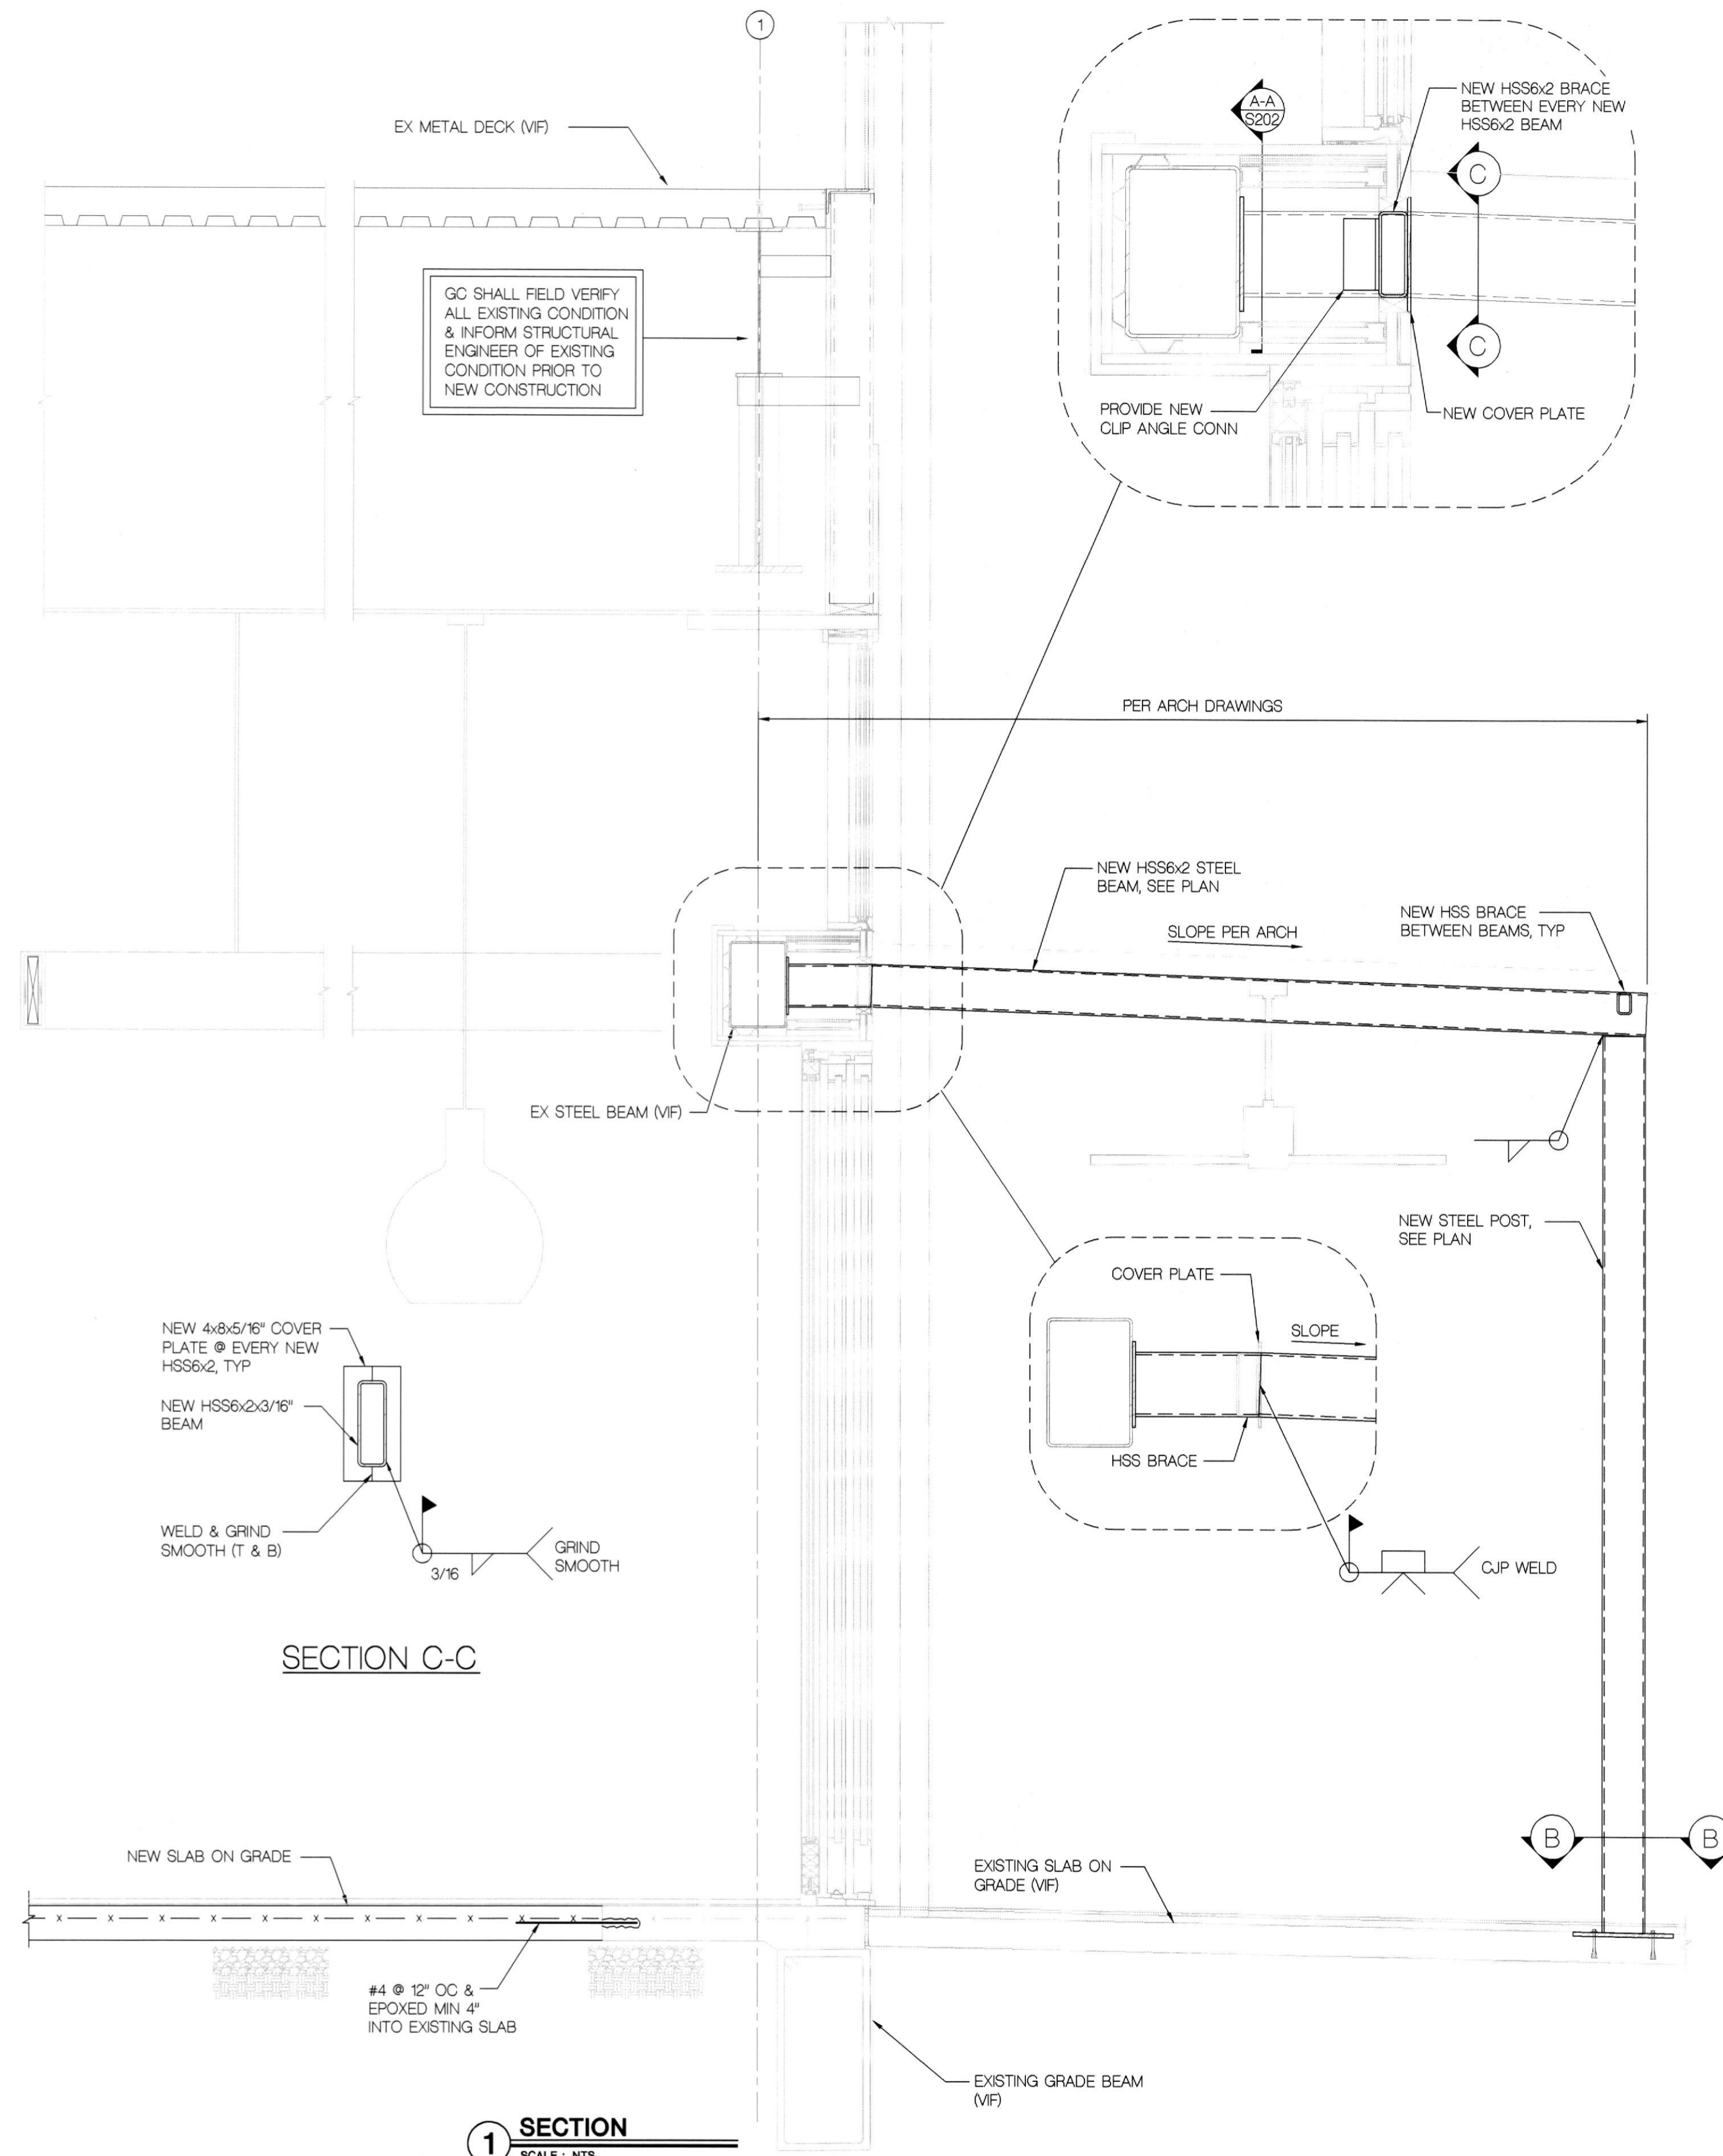 1
EX METAL DECK (VIF)
A-A
S202
NEW HSS6x2 BRACE
BETWEEN EVERY NEW
HSS6x2 BEAM
C
C
GC SHALL FIELD VERIFY
ALL EXISTING CONDITION
& INFORM STRUCTURAL
ENGINEER OF EXISTING
CONDITION PRIOR TO
NEW CONSTRUCTION
PROVIDE NEW
CLIP ANGLE CONN
NEW COVER PLATE
PER ARCH DRAWINGS
NEW HSS6x2 STEEL
BEAM, SEE PLAN
SLOPE PER ARCH
NEW HSS BRACE
BETWEEN BEAMS, TYP
EX STEEL BEAM (VIF)
NEW STEEL POST,
SEE PLAN
COVER PLATE
SLOPE
HSS BRACE
CJP WELD
NEW 4x8x5/16" COVER
PLATE @ EVERY NEW
HSS6x2, TYP
NEW HSS6x2x3/16"
BEAM
WELD & GRIND
SMOOTH (T & B)
3/16
GRIND
SMOOTH
SECTION C-C
B
B
NEW SLAB ON GRADE
EXISTING SLAB ON
GRADE (VIF)
#4 @ 12" OC &
EPOXED MIN 4"
INTO EXISTING SLAB
EXISTING GRADE BEAM
(VIF)
1
SECTION
SCALE : NTS